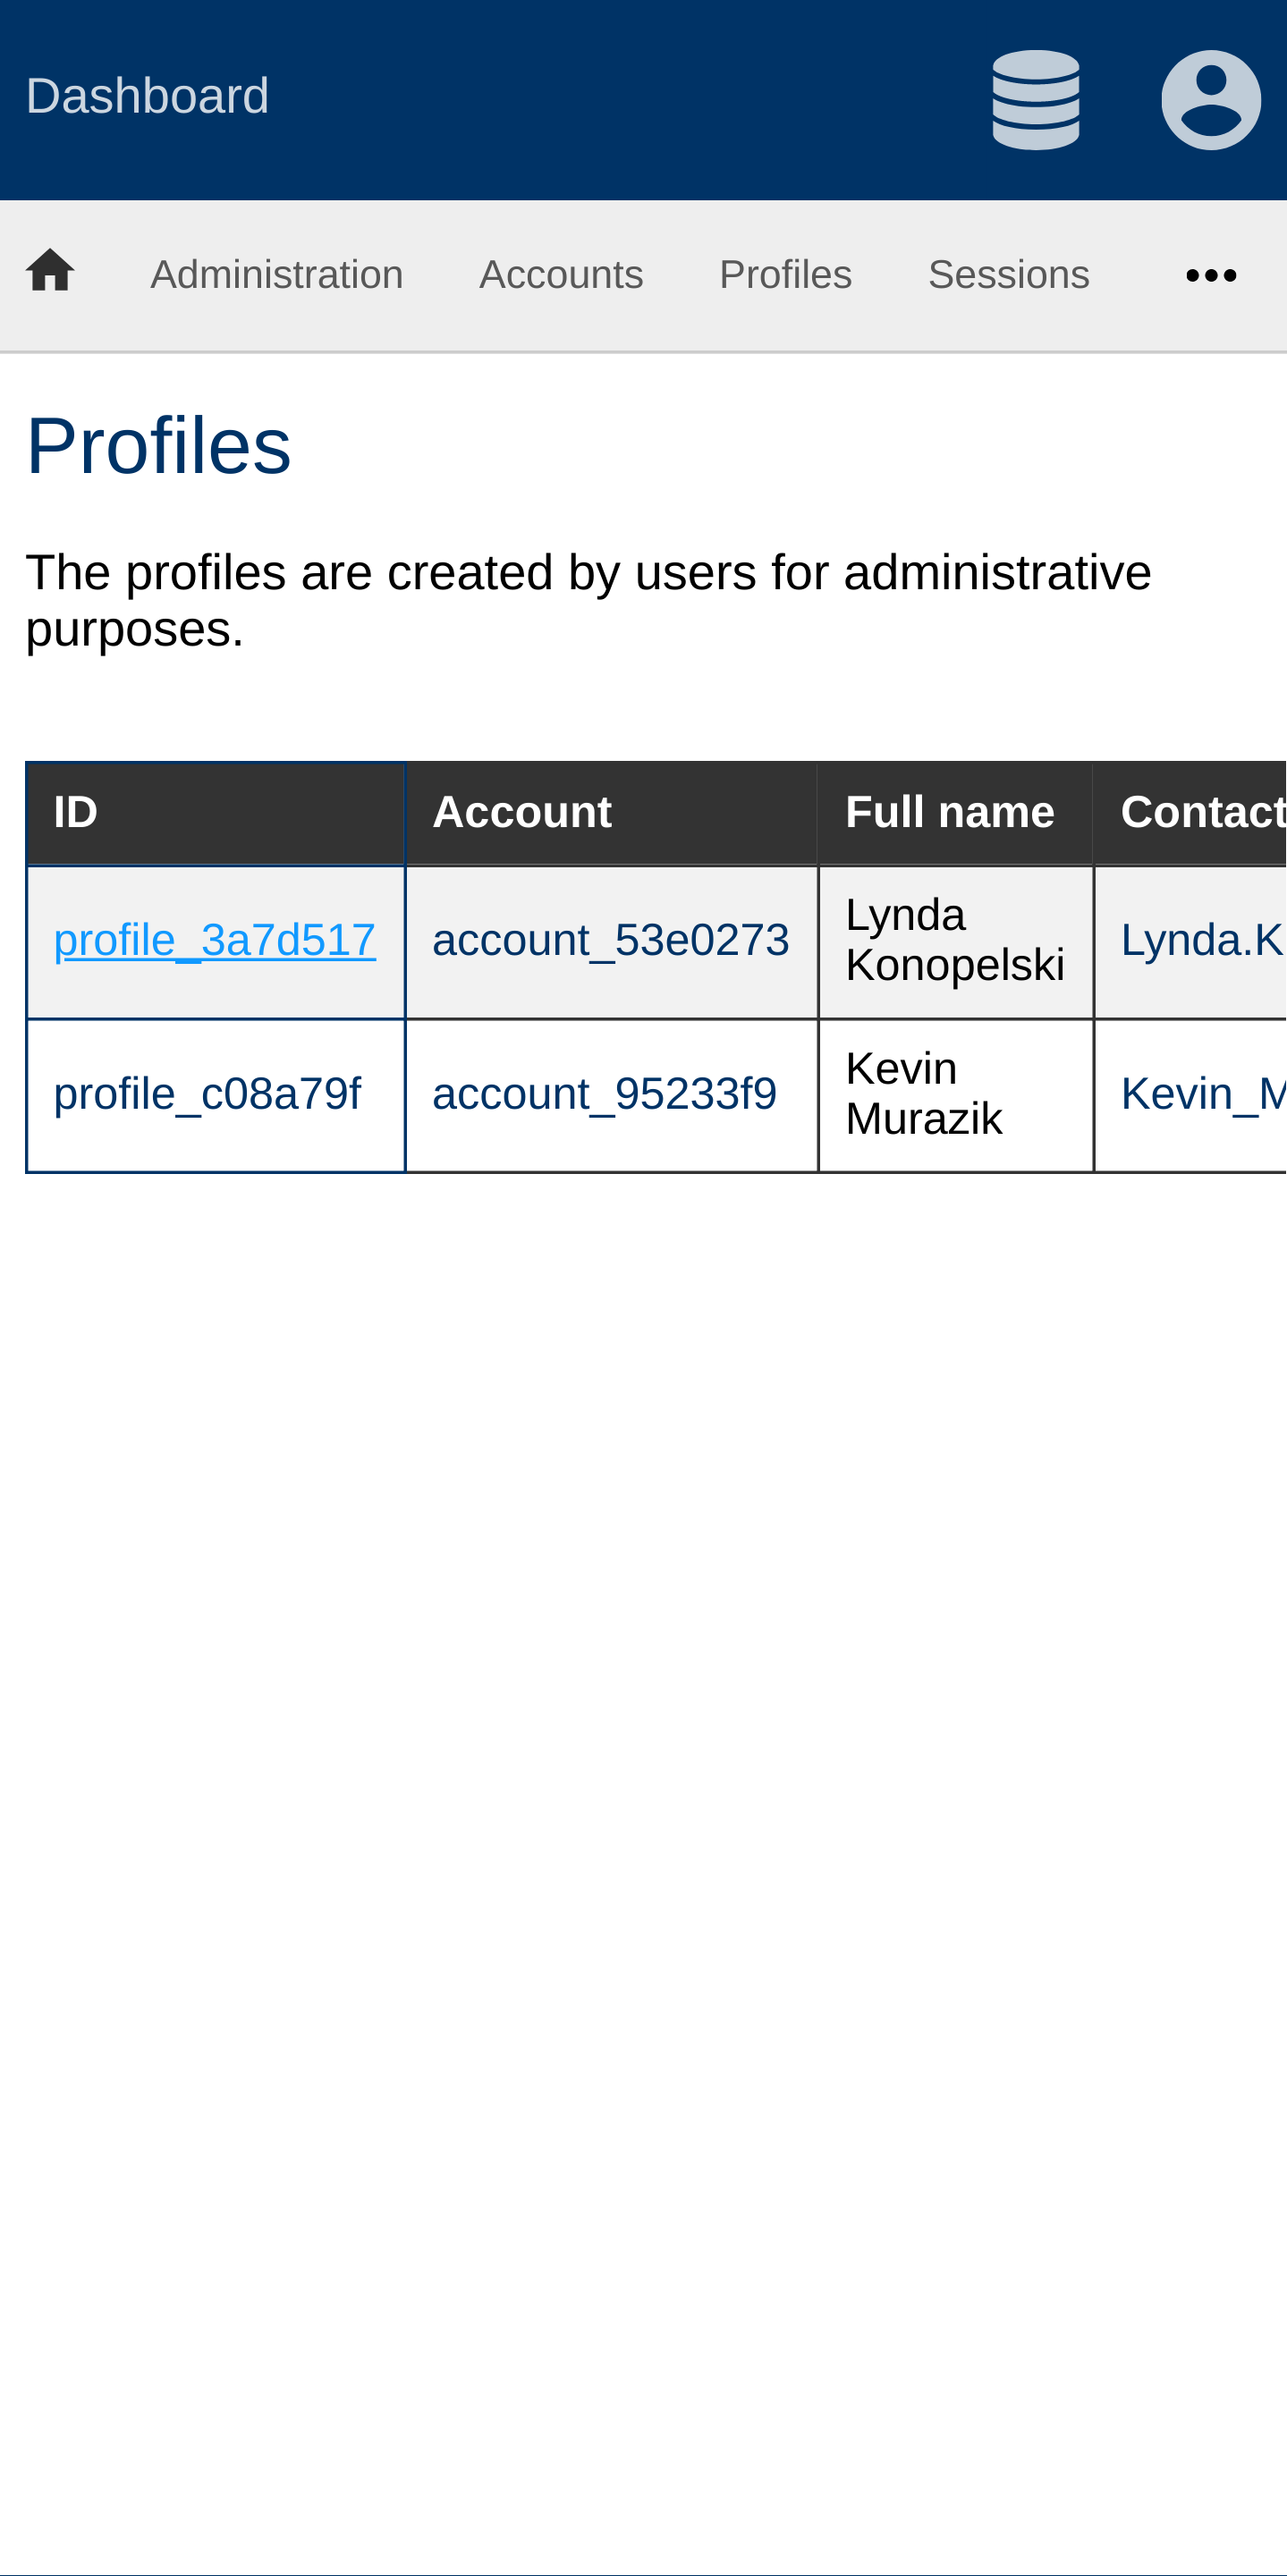 Dashboard
Administration Accounts Profiles Sessions
Profiles
The profiles are created by users for administrative
purposes.
ID Account Full name Contact
profile_3a7d517 account_53e0273 Lynda Konopelski Lynda.K
profile_c08a79f account_95233f9 Kevin Murazik Kevin_M